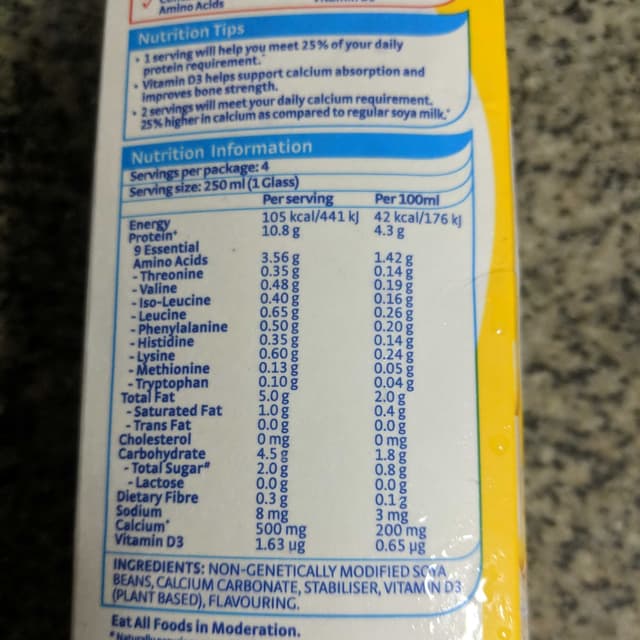 Amino Acids
Nutrition Tips
• 1 serving will help you meet 25% of your daily
protein requirement.*
• Vitamin D3 helps support calcium absorption and
improves bone strength.
• 2 servings will meet your daily calcium requirement,
25% higher in calcium as compared to regular soya milk.*
Nutrition Information
Servings per package: 4
Serving size: 250 ml (1 Glass)
Per serving Per 100ml
Energy 105 kcal/441 kJ 42 kcal/176 kJ
Protein* 10.8 g 4.3 g
9 Essential
Amino Acids 3.56 g 1.42 g
- Threonine 0.35 g 0.14 g
- Valine 0.48 g 0.19 g
- Iso-Leucine 0.40 g 0.16 g
- Leucine 0.65 g 0.26 g
- Phenylalanine 0.50 g 0.20 g
- Histidine 0.35 g 0.14 g
- Lysine 0.60 g 0.24 g
- Methionine 0.13 g 0.05 g
- Tryptophan 0.10 g 0.04 g
Total Fat 5.0 g 2.0 g
- Saturated Fat 1.0 g 0.4 g
- Trans Fat 0.0 g 0.0 g
Cholesterol 0 mg 0 mg
Carbohydrate 4.5 g 1.8 g
- Total Sugar# 2.0 g 0.8 g
- Lactose 0.0 g 0.0 g
Dietary Fibre 0.3 g 0.1 g
Sodium 8 mg 3 mg
Calcium* 500 mg 200 mg
Vitamin D3 1.63 µg 0.65 µg
INGREDIENTS: NON-GENETICALLY MODIFIED SOYA
BEANS, CALCIUM CARBONATE, STABILISER, VITAMIN D3
(PLANT BASED), FLAVOURING.
Eat All Foods in Moderation.